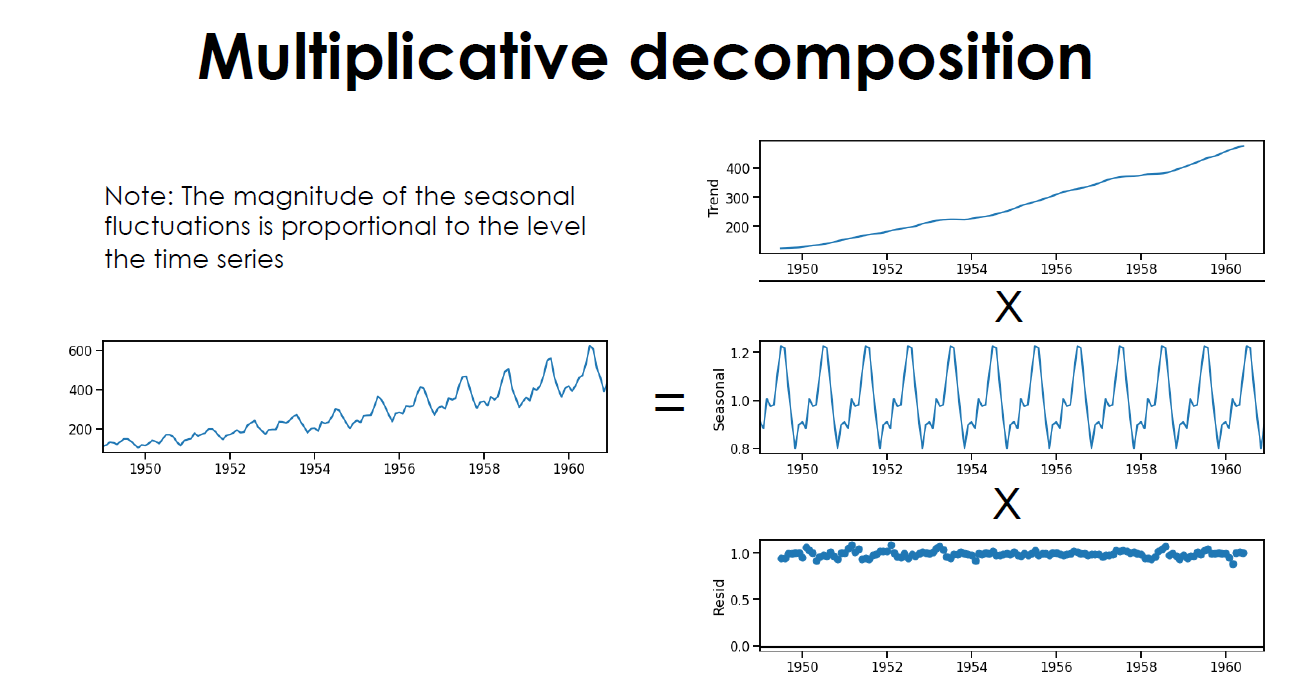 Multiplicative decomposition
Note: The magnitude of the seasonal
fluctuations is proportional to the level
the time series
600
400
200
1950 1952 1954 1956 1958 1960
=
Trend
400
300
200
1950 1952 1954 1956 1958 1960
X
Seasonal
1.2
1.0
0.8
1950 1952 1954 1956 1958 1960
X
Resid
1.0
0.5
0.0
1950 1952 1954 1956 1958 1960